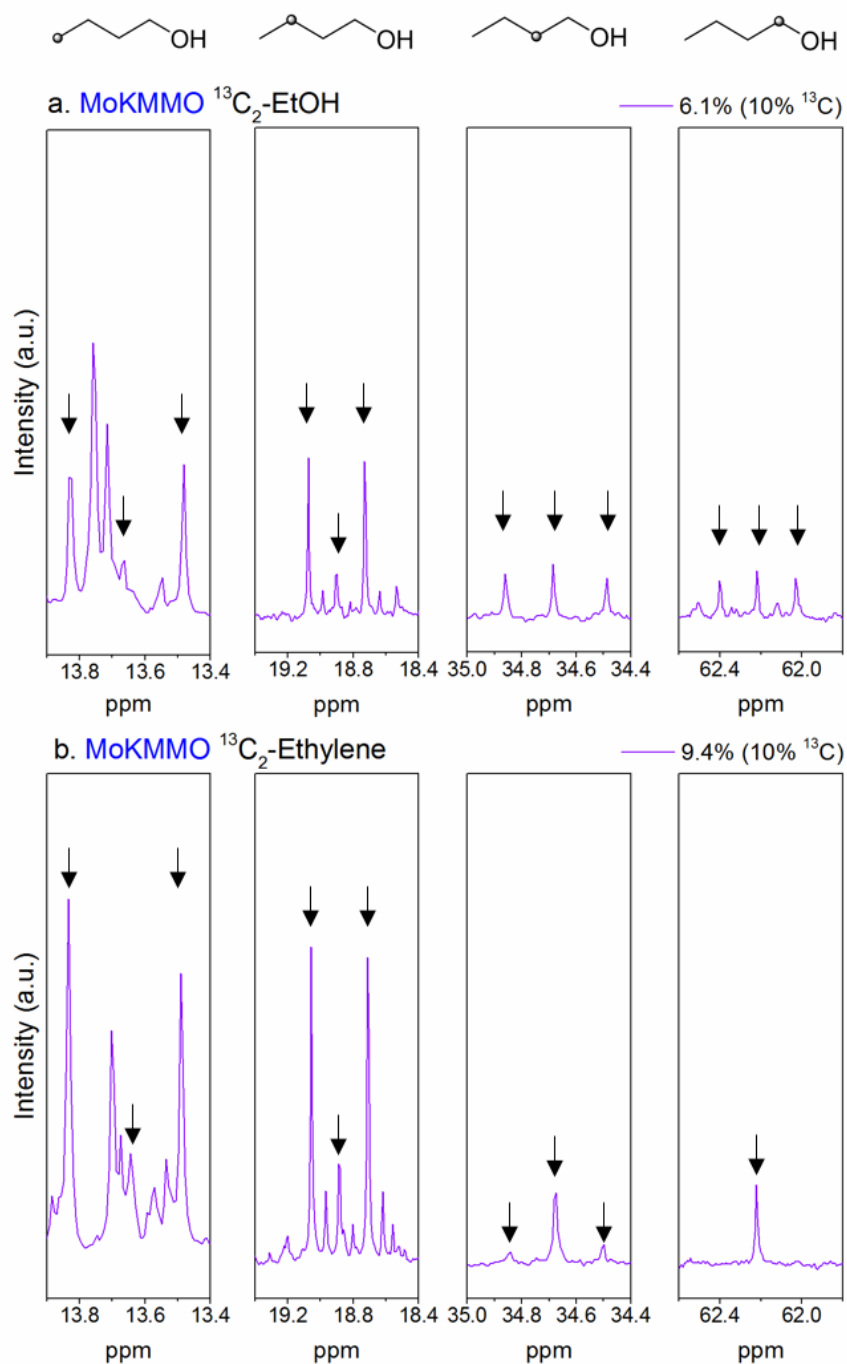 OH OH OH OH
a. MoKMMO ¹³C₂-EtOH 6.1% (10% ¹³C)
Intensity (a.u.)
13.8 13.6 13.4 19.2 18.8 18.4 35.0 34.8 34.6 34.4 62.4 62.0
ppm ppm ppm ppm
b. MoKMMO ¹³C₂-Ethylene 9.4% (10% ¹³C)
Intensity (a.u.)
13.8 13.6 13.4 19.2 18.8 18.4 35.0 34.8 34.6 34.4 62.4 62.0
ppm ppm ppm ppm